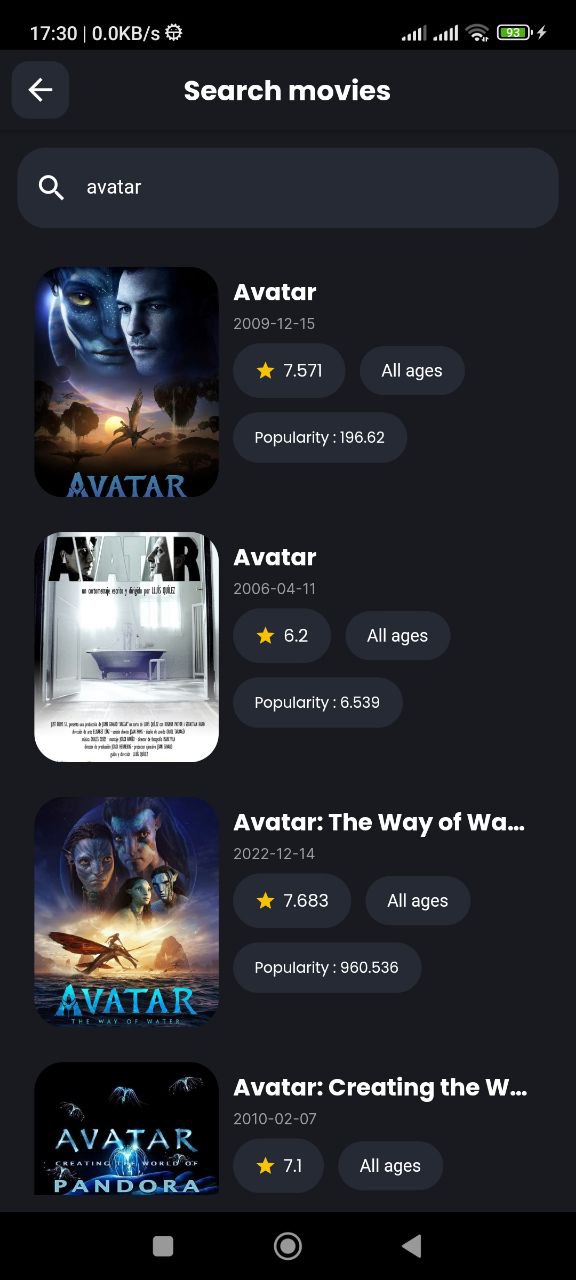 17:30 | 0.0KB/s
93
Search movies
avatar
Avatar
2009-12-15
7.571
All ages
Popularity : 196.62
AVATAR
AVATAR
un cortometraje escrito y dirigido por LLUÍS QUÍLEZ
Avatar
2006-04-11
6.2
All ages
Popularity : 6.539
Avatar: The Way of Wa...
2022-12-14
7.683
All ages
Popularity : 960.536
AVATAR
THE WAY OF WATER
Avatar: Creating the W...
2010-02-07
7.1
All ages
AVATAR
CREATING THE WORLD OF
PANDORA